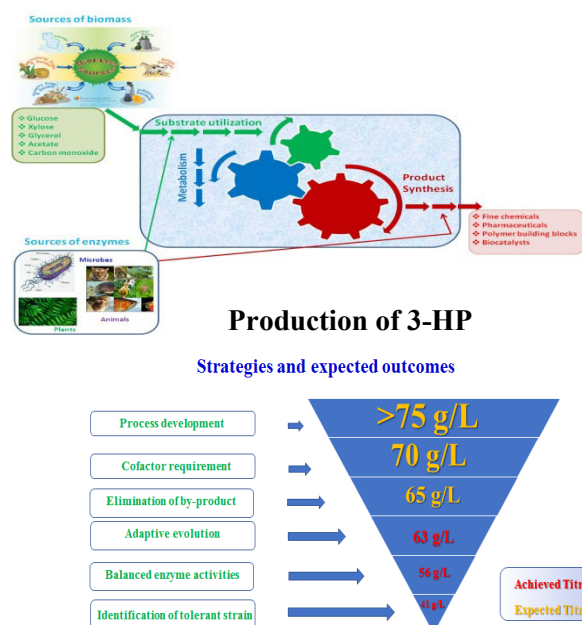 Sources of biomass
❖ Glucose
❖ Xylose
❖ Glycerol
❖ Acetate
❖ Carbon monoxide
Substrate utilization
Metabolism
Product
Synthesis
❖ Fine chemicals
❖ Pharmaceuticals
❖ Polymer building blocks
❖ Biocatalysts
Sources of enzymes
Microbes
Plants
Animals
Production of 3-HP
Strategies and expected outcomes
Process development
>75 g/L
Cofactor requirement
70 g/L
Elimination of by-product
65 g/L
Adaptive evolution
63 g/L
Balanced enzyme activities
56 g/L
Identification of tolerant strain
41 g/L
Achieved Titr
Expected Titr